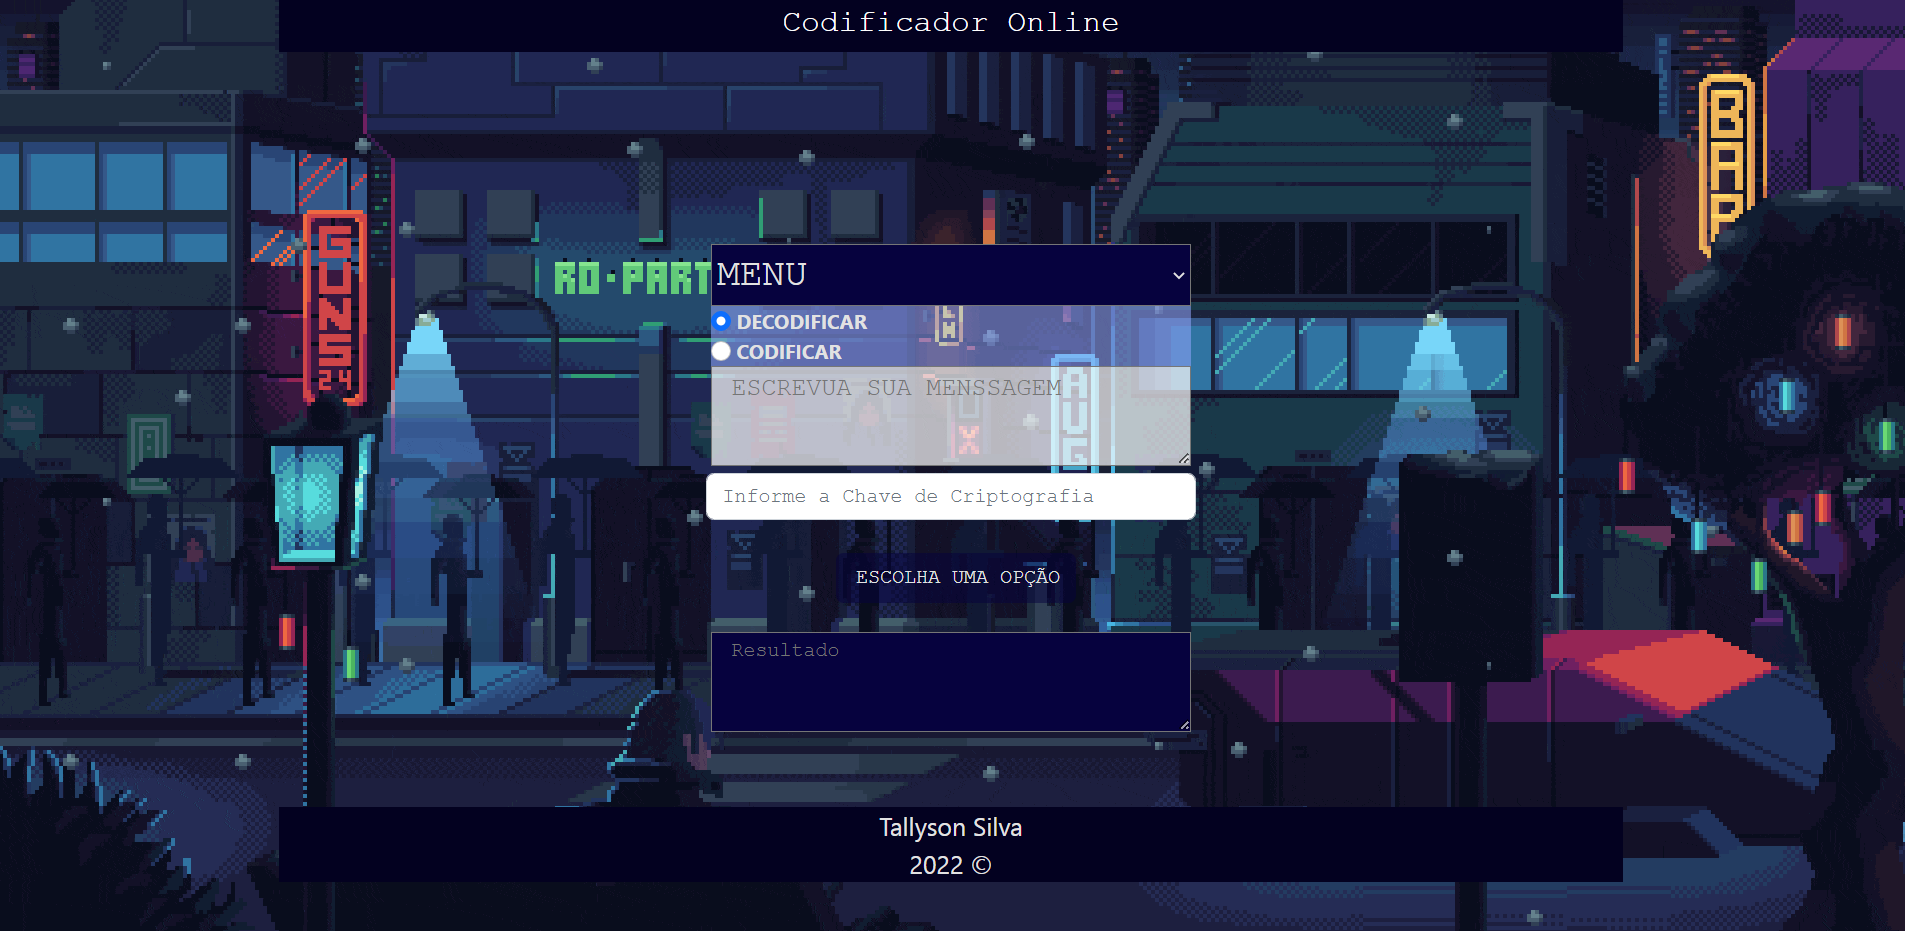 Codificador Online
BAR
GUNS
24
RO·PART
MENU
DECODIFICAR
CODIFICAR
ESCREVUA SUA MENSSAGEM
Informe a Chave de Criptografia
ESCOLHA UMA OPÇÃO
Resultado
Tallyson Silva
2022 ©